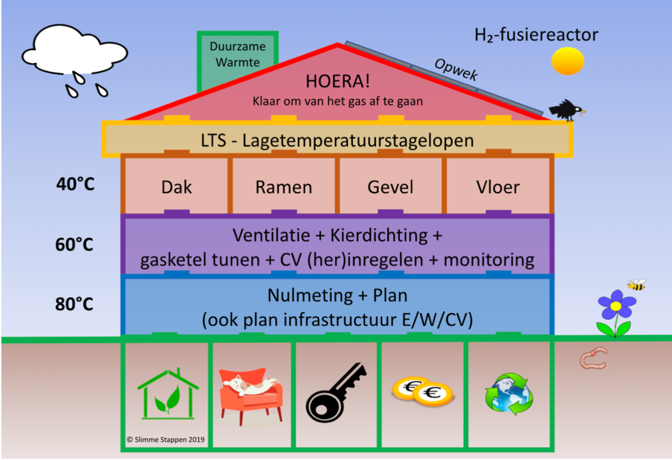 H₂-fusiereactor
Duurzame
Warmte
Opwek
HOERA!
Klaar om van het gas af te gaan
LTS - Lagetemperatuurstagelopen
40°C
Dak
Ramen
Gevel
Vloer
60°C
Ventilatie + Kierdichting +
gasketel tunen + CV (her)inregelen + monitoring
80°C
Nulmeting + Plan
(ook plan infrastructuur E/W/CV)
€ €
© Slimme Stappen 2019